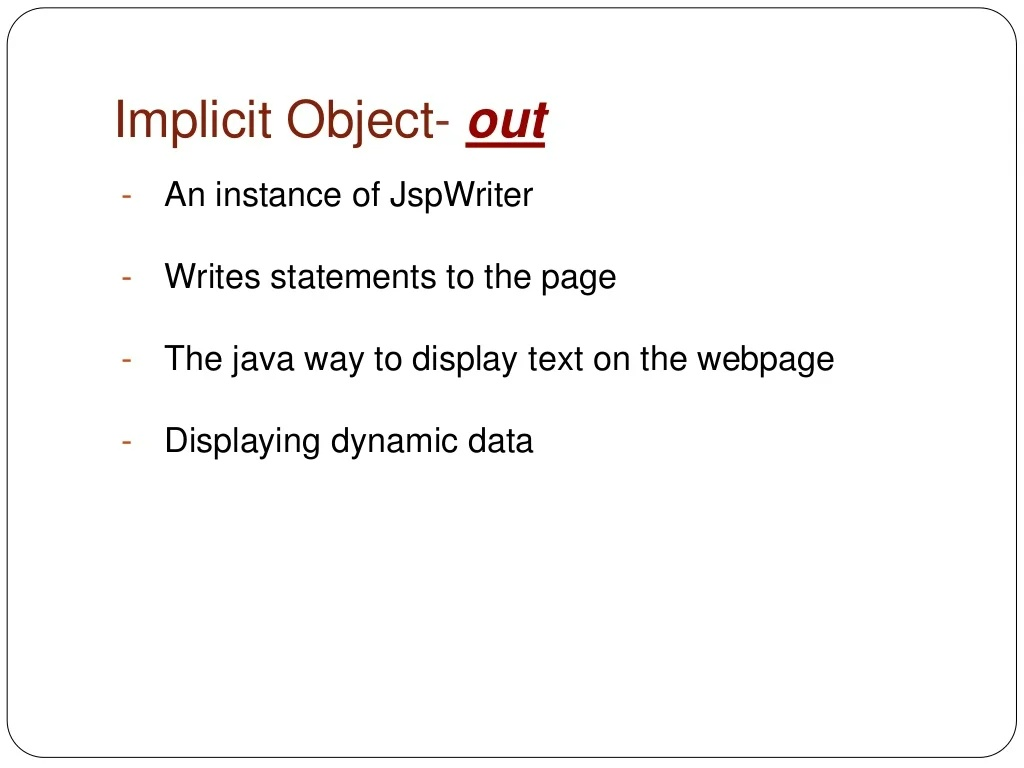 Implicit Object- out
- An instance of JspWriter
- Writes statements to the page
- The java way to display text on the webpage
- Displaying dynamic data